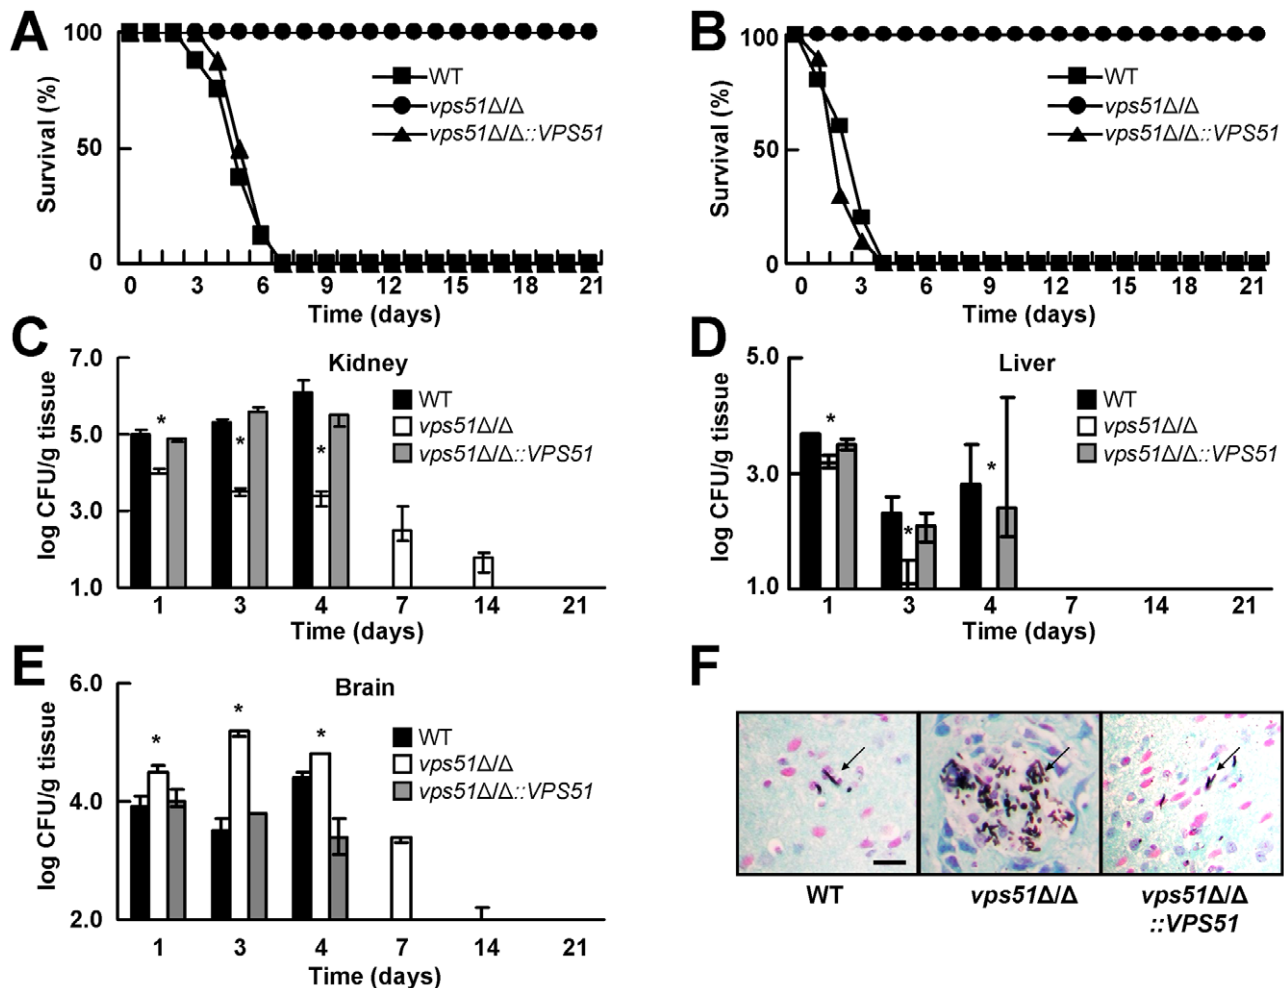 A
100
50
0
Survival (%)
WT
vps51Δ/Δ
vps51Δ/Δ::VPS51
0 3 6 9 12 15 18 21
Time (days)
B
100
50
0
Survival (%)
WT
vps51Δ/Δ
vps51Δ/Δ::VPS51
0 3 6 9 12 15 18 21
Time (days)
C
Kidney
7.0
5.0
3.0
1.0
log CFU/g tissue
WT
vps51Δ/Δ
vps51Δ/Δ::VPS51
* * *
1 3 4 7 14 21
Time (days)
D
Liver
5.0
3.0
1.0
log CFU/g tissue
WT
vps51Δ/Δ
vps51Δ/Δ::VPS51
* * *
1 3 4 7 14 21
Time (days)
E
Brain
6.0
4.0
2.0
log CFU/g tissue
WT
vps51Δ/Δ
vps51Δ/Δ::VPS51
* * *
1 3 4 7 14 21
Time (days)
F
WT
vps51Δ/Δ
vps51Δ/Δ
::VPS51